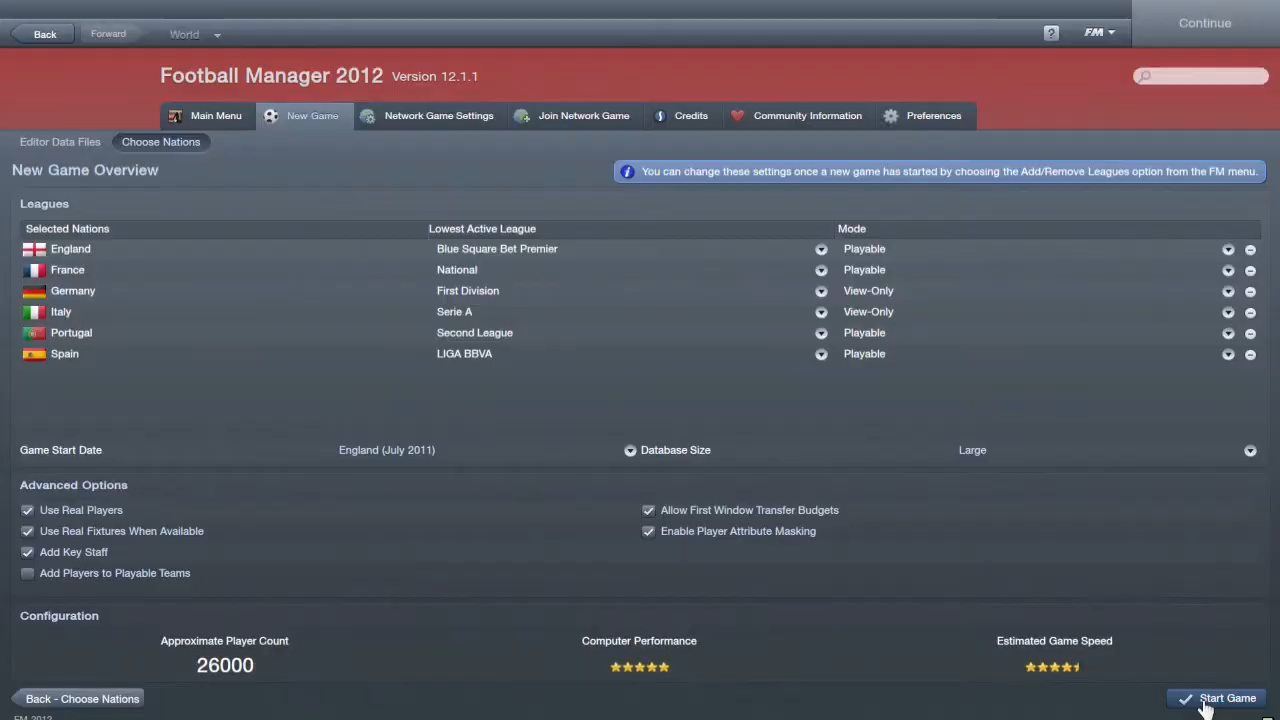 Back Forward World ? FM Continue
Football Manager 2012 Version 12.1.1
Main Menu New Game Network Game Settings Join Network Game Credits Community Information Preferences
Editor Data Files Choose Nations
New Game Overview
i You can change these settings once a new game has started by choosing the Add/Remove Leagues option from the FM menu.
Leagues
Selected Nations Lowest Active League Mode
England Blue Square Bet Premier Playable
France National Playable
Germany First Division View-Only
Italy Serie A View-Only
Portugal Second League Playable
Spain LIGA BBVA Playable
Game Start Date England (July 2011) Database Size Large
Advanced Options
Use Real Players Allow First Window Transfer Budgets
Use Real Fixtures When Available Enable Player Attribute Masking
Add Key Staff
Add Players to Playable Teams
Configuration
Approximate Player Count Computer Performance Estimated Game Speed
26000
Back - Choose Nations Start Game
FM 2012